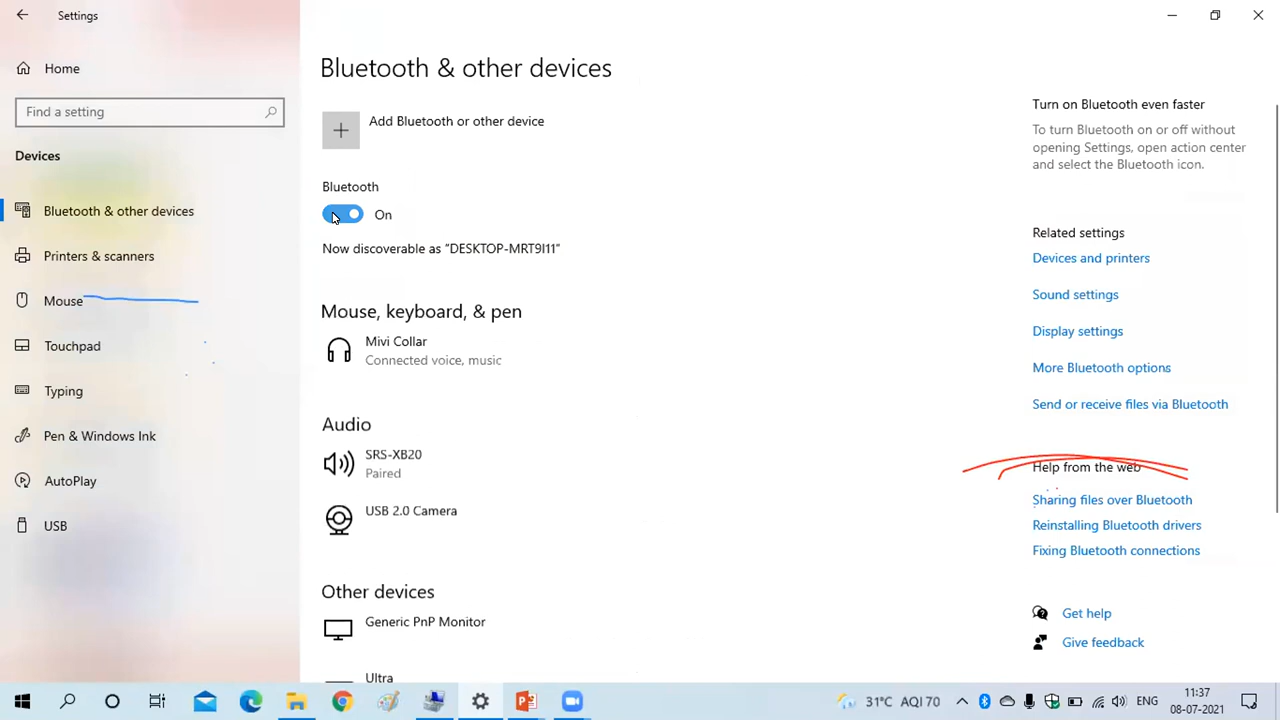 Settings
Home
Find a setting
Devices
Bluetooth & other devices
Printers & scanners
Mouse
Touchpad
Typing
Pen & Windows Ink
AutoPlay
USB
Bluetooth & other devices
Add Bluetooth or other device
Bluetooth
On
Now discoverable as “DESKTOP-MRT9I11”
Mouse, keyboard, & pen
Mivi Collar
Connected voice, music
Audio
SRS-XB20
Paired
USB 2.0 Camera
Other devices
Generic PnP Monitor
Ultra
Turn on Bluetooth even faster
To turn Bluetooth on or off without
opening Settings, open action center
and select the Bluetooth icon.
Related settings
Devices and printers
Sound settings
Display settings
More Bluetooth options
Send or receive files via Bluetooth
Help from the web
Sharing files over Bluetooth
Reinstalling Bluetooth drivers
Fixing Bluetooth connections
Get help
Give feedback
31°C AQI 70
ENG
11:37
08-07-2021